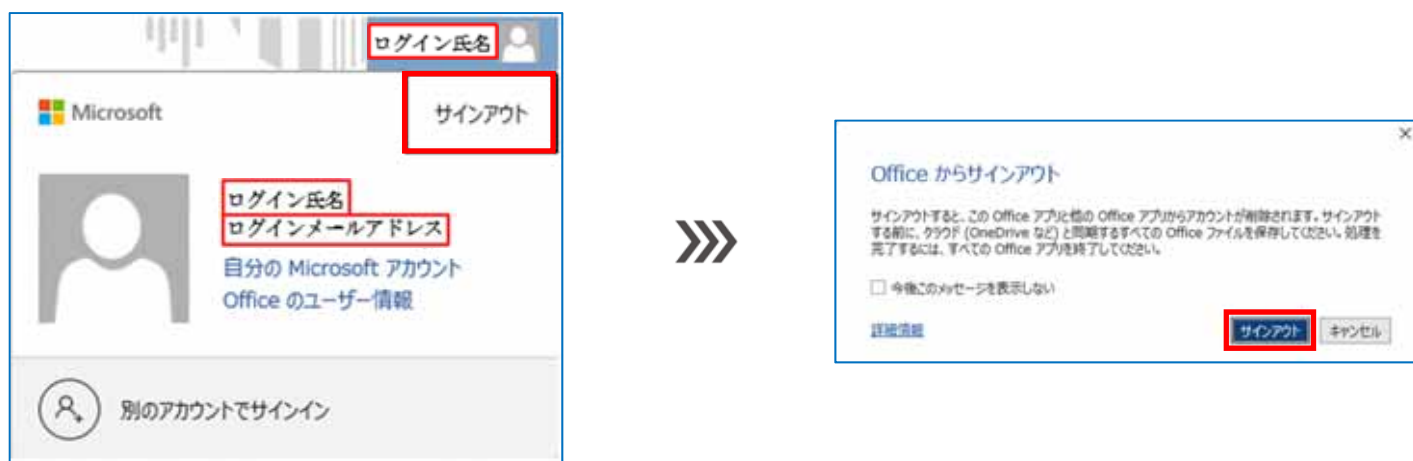 ログイン氏名
Microsoft
サインアウト
ログイン氏名
ログインメールアドレス
自分の Microsoft アカウント
Office のユーザー情報
別のアカウントでサインイン
Office からサインアウト
サインアウトすると、この Office アプリと他の Office アプリからアカウントが削除されます。サインアウト
する前に、クラウド (OneDrive など) と同期するすべての Office ファイルを保存してください。処理を
完了するには、すべての Office アプリを終了してください。
今後このメッセージを表示しない
詳細情報
サインアウト
キャンセル